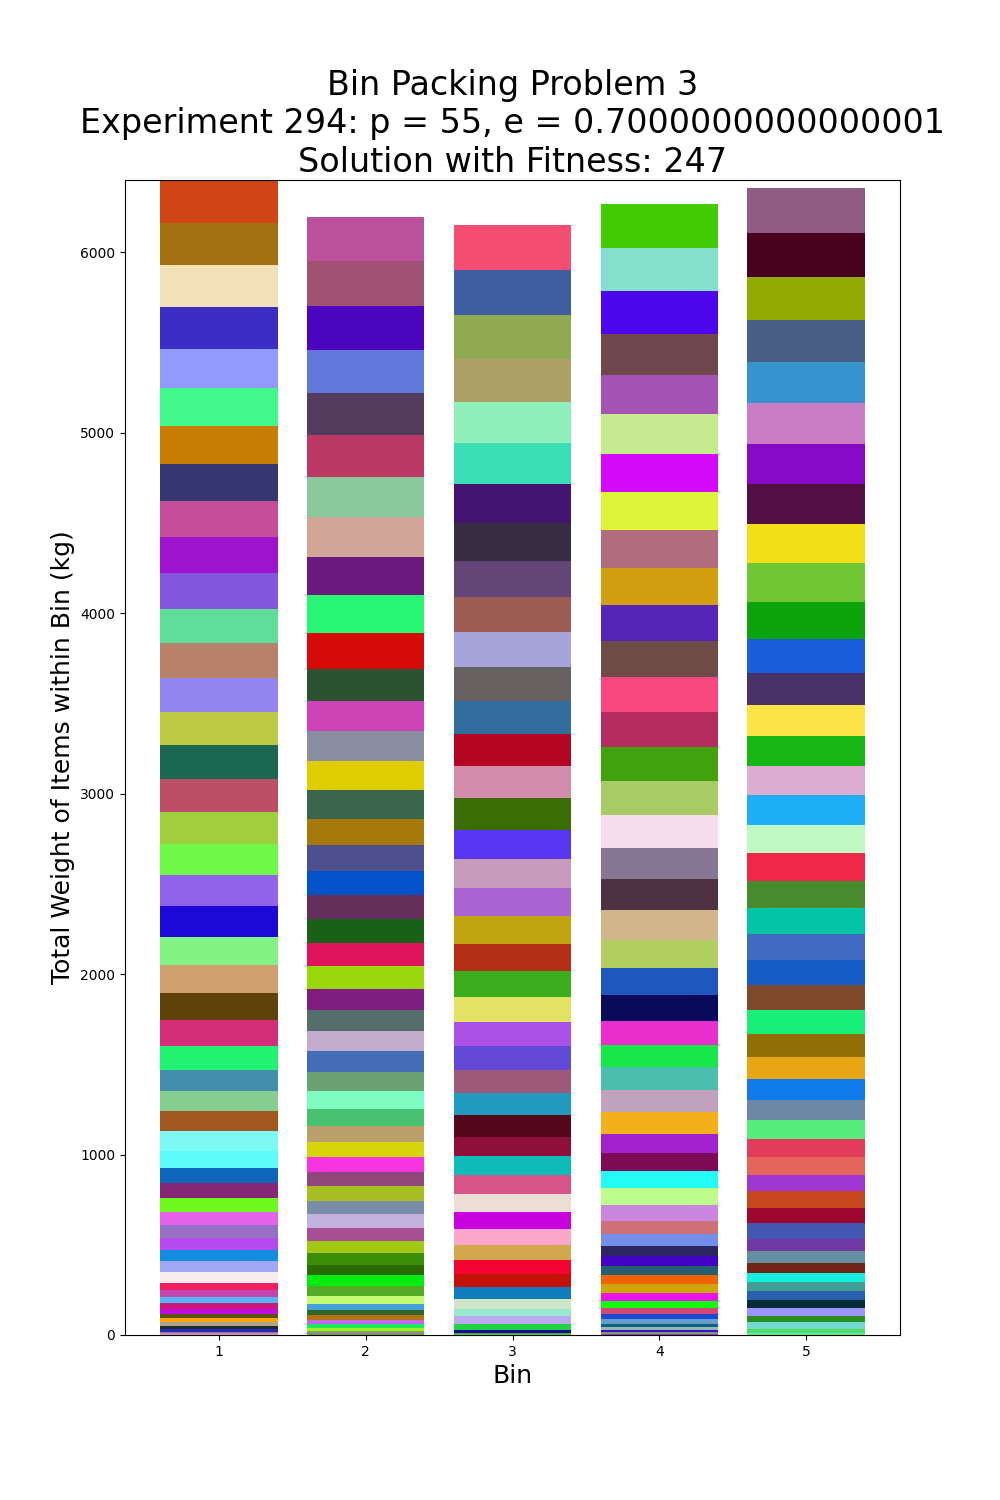 Bin Packing Problem 3
Experiment 294: p = 55, e = 0.7000000000000001
Solution with Fitness: 247
Total Weight of Items within Bin (kg)
6000
5000
4000
3000
2000
1000
0
1 2 3 4 5
Bin